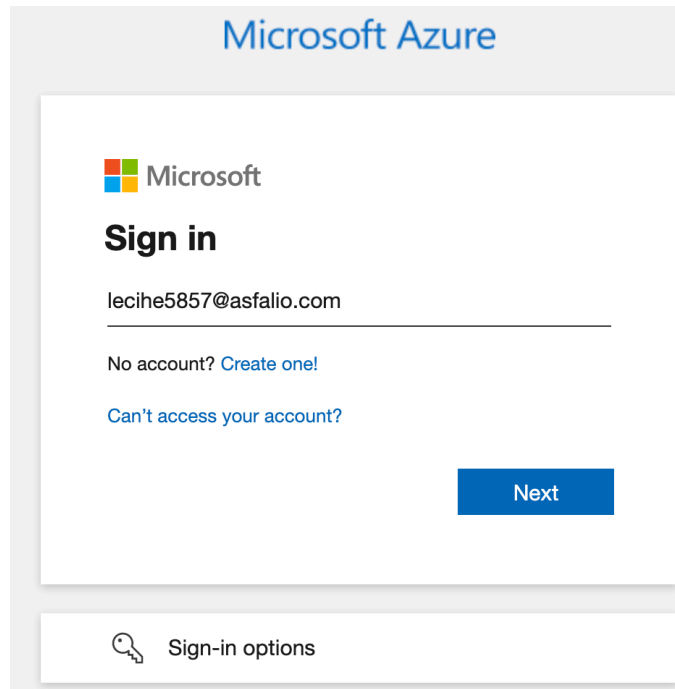 Microsoft Azure
Microsoft
Sign in
lecihe5857@asfalio.com
No account? Create one!
Can't access your account?
Next
Sign-in options